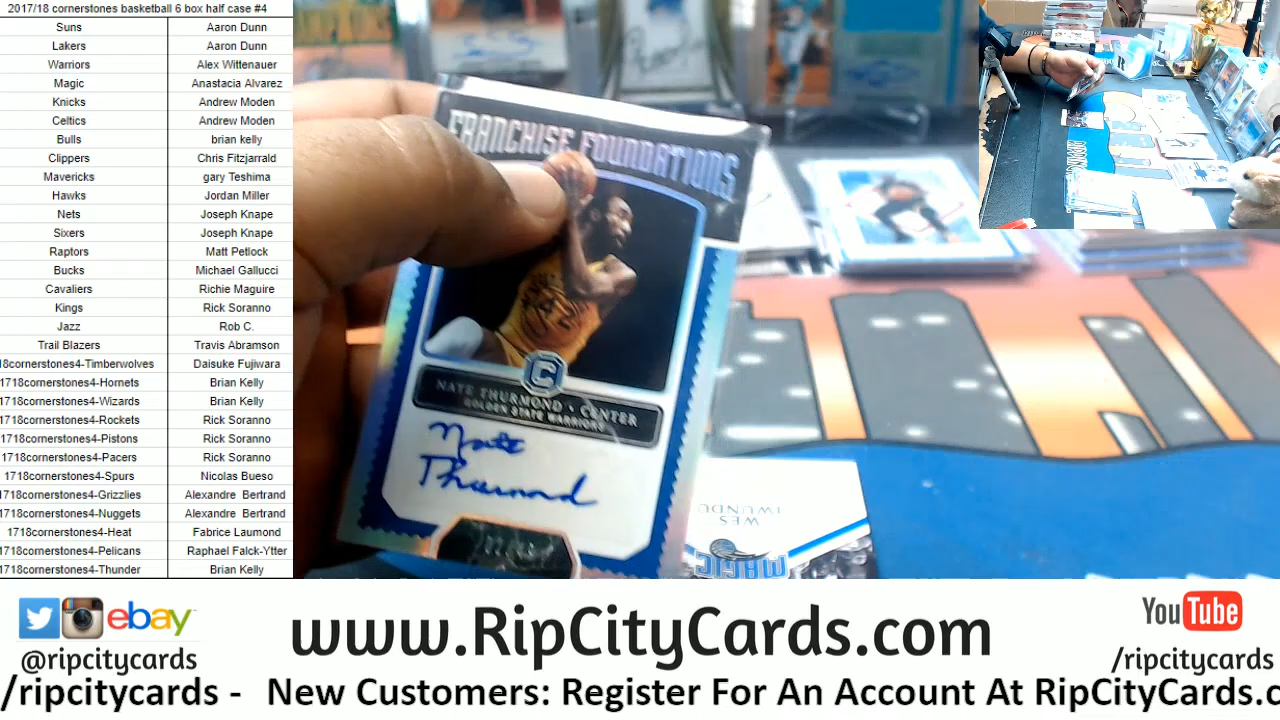 2017/18 cornerstones basketball 6 box half case #4
Suns Aaron Dunn
Lakers Aaron Dunn
Warriors Alex Wittenauer
Magic Anastacia Alvarez
Knicks Andrew Moden
Celtics Andrew Moden
Bulls brian kelly
Clippers Chris Fitzjarrald
Mavericks gary Teshima
Hawks Jordan Miller
Nets Joseph Knape
Sixers Joseph Knape
Raptors Matt Petlock
Bucks Michael Gallucci
Cavaliers Richie Maguire
Kings Rick Soranno
Jazz Rob C.
Trail Blazers Travis Abramson
18cornerstones4-Timberwolves Daisuke Fujiwara
1718cornerstones4-Hornets Brian Kelly
1718cornerstones4-Wizards Brian Kelly
1718cornerstones4-Rockets Rick Soranno
1718cornerstones4-Pistons Rick Soranno
1718cornerstones4-Pacers Rick Soranno
1718cornerstones4-Spurs Nicolas Bueso
1718cornerstones4-Grizzlies Alexandre Bertrand
1718cornerstones4-Nuggets Alexandre Bertrand
1718cornerstones4-Heat Fabrice Laumond
1718cornerstones4-Pelicans Raphael Falck-Ytter
1718cornerstones4-Thunder Brian Kelly
FRANCHISE FOUNDATIONS
42
C
NATE THURMOND • CENTER
GOLDEN STATE WARRIORS
Nate
Thurmond
WES
IWUNDU
MAGIC
ebay
@ripcitycards
www.RipCityCards.com
YouTube
/ripcitycards
/ripcitycards - New Customers: Register For An Account At RipCityCards.c